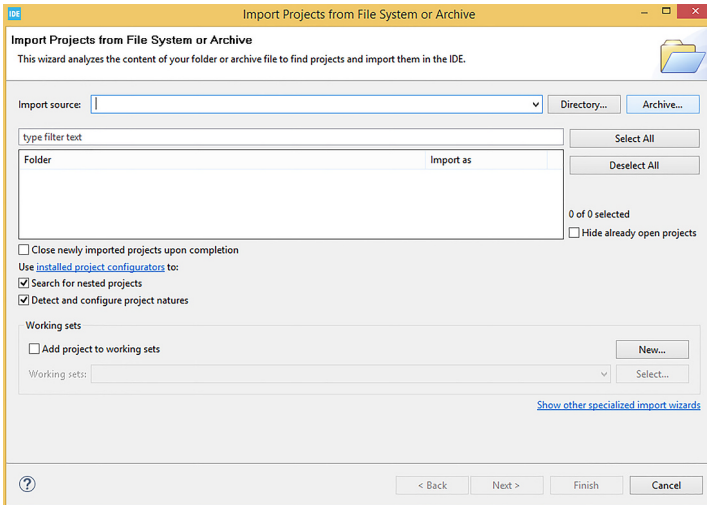 IDE
Import Projects from File System or Archive
Import Projects from File System or Archive
This wizard analyzes the content of your folder or archive file to find projects and import them in the IDE.
Import source: Directory... Archive...
type filter text Select All
Folder Import as
Deselect All
0 of 0 selected
Hide already open projects
Close newly imported projects upon completion
Use installed project configurators to:
Search for nested projects
Detect and configure project natures
Working sets
Add project to working sets New...
Working sets: Select...
Show other specialized import wizards
? < Back Next > Finish Cancel